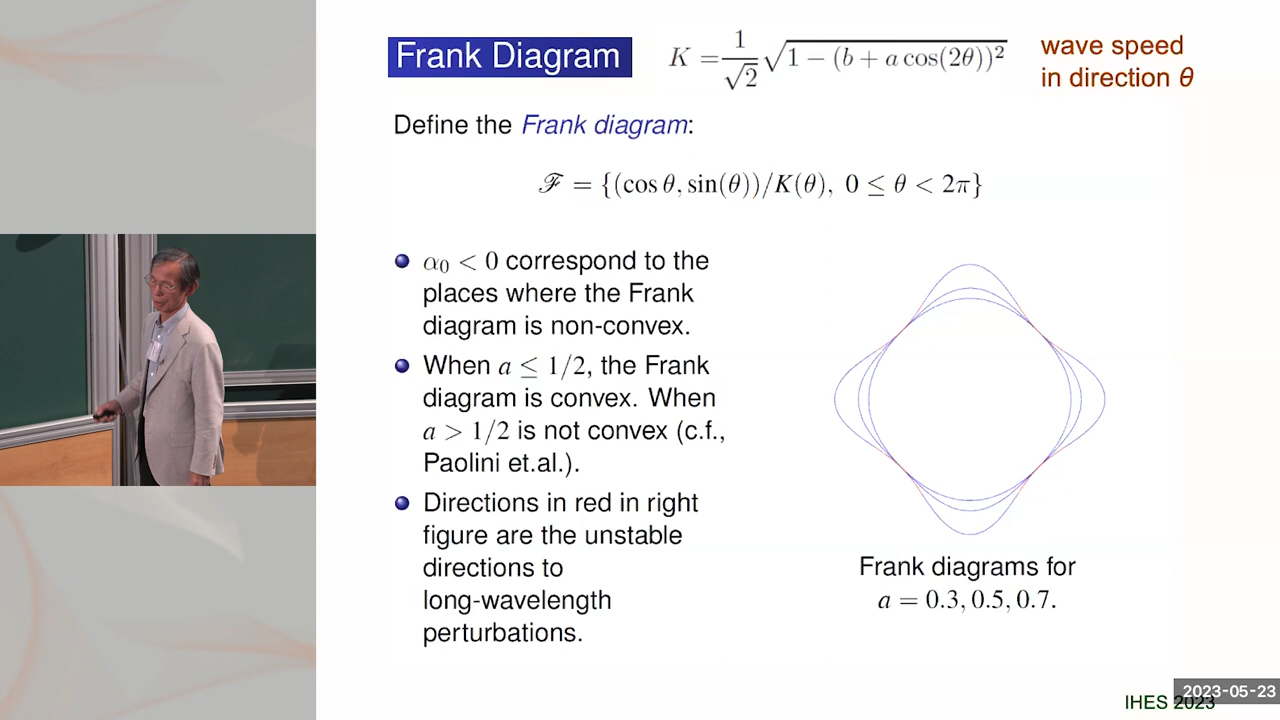 Frank Diagram
K = 1/√2 √(1 − (b + a cos(2θ))²)
wave speed
in direction θ
Define the Frank diagram:
ℱ = {(cos θ, sin(θ))/K(θ), 0 ≤ θ < 2π}
α₀ < 0 correspond to the
places where the Frank
diagram is non-convex.
When a ≤ 1/2, the Frank
diagram is convex. When
a > 1/2 is not convex (c.f.,
Paolini et.al.).
Directions in red in right
figure are the unstable
directions to
long-wavelength
perturbations.
Frank diagrams for
a = 0.3, 0.5, 0.7.
2023-05-23
IHES 2023